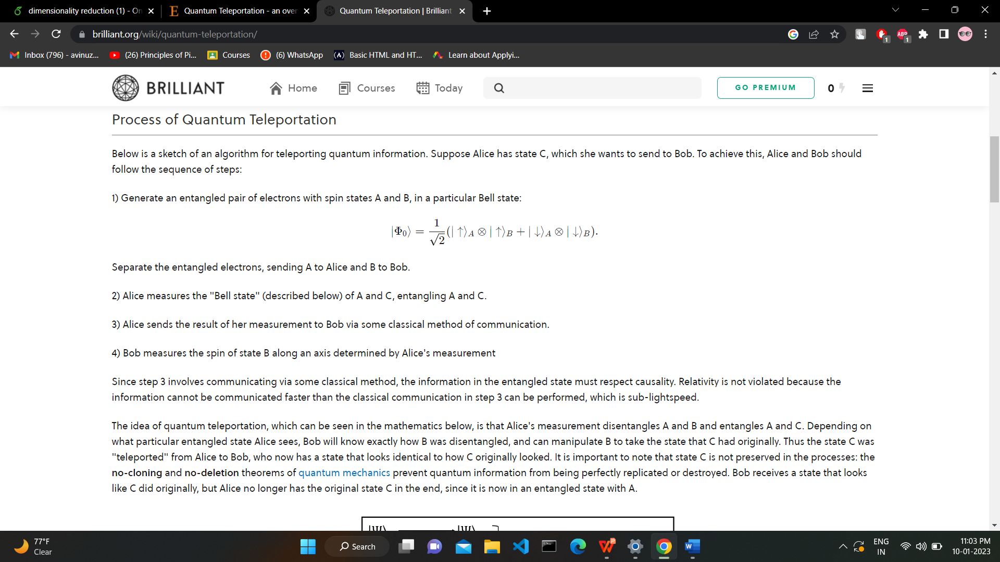 dimensionality reduction (1) - On
Quantum Teleportation - an over
Quantum Teleportation | Brilliant
brilliant.org/wiki/quantum-teleportation/
1
ABP
1
Inbox (796) - avinuz...
(26) Principles of Pi...
Courses
(6) WhatsApp
Basic HTML and HT...
Learn about Applyi...
BRILLIANT
Home
Courses
Today
GO PREMIUM
0
Process of Quantum Teleportation
Below is a sketch of an algorithm for teleporting quantum information. Suppose Alice has state C, which she wants to send to Bob. To achieve this, Alice and Bob should
follow the sequence of steps:
1) Generate an entangled pair of electrons with spin states A and B, in a particular Bell state:
|Φ₀⟩ = 1/√2 (| ↑⟩_A ⊗ | ↑⟩_B + | ↓⟩_A ⊗ | ↓⟩_B).
Separate the entangled electrons, sending A to Alice and B to Bob.
2) Alice measures the "Bell state" (described below) of A and C, entangling A and C.
3) Alice sends the result of her measurement to Bob via some classical method of communication.
4) Bob measures the spin of state B along an axis determined by Alice's measurement
Since step 3 involves communicating via some classical method, the information in the entangled state must respect causality. Relativity is not violated because the
information cannot be communicated faster than the classical communication in step 3 can be performed, which is sub-lightspeed.
The idea of quantum teleportation, which can be seen in the mathematics below, is that Alice's measurement disentangles A and B and entangles A and C. Depending on
what particular entangled state Alice sees, Bob will know exactly how B was disentangled, and can manipulate B to take the state that C had originally. Thus the state C was
"teleported" from Alice to Bob, who now has a state that looks identical to how C originally looked. It is important to note that state C is not preserved in the processes: the
no-cloning and no-deletion theorems of quantum mechanics prevent quantum information from being perfectly replicated or destroyed. Bob receives a state that looks
like C did originally, but Alice no longer has the original state C in the end, since it is now in an entangled state with A.
77°F
Clear
Search
ENG
IN
11:03 PM
10-01-2023